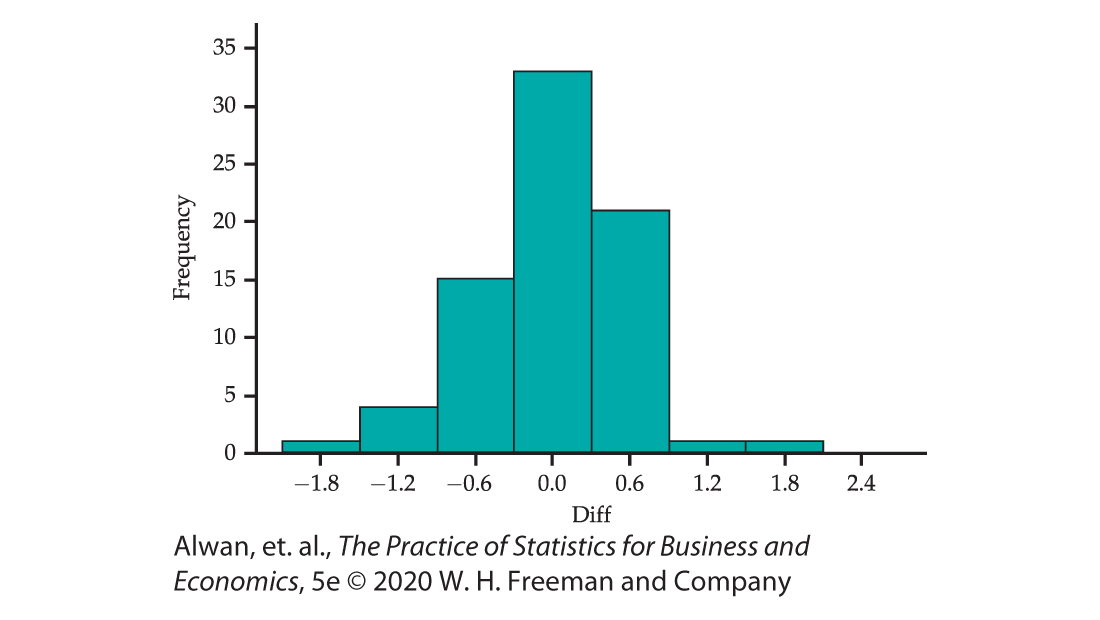 35
30
25
20
15
10
5
0
Frequency
−1.8 −1.2 −0.6 0.0 0.6 1.2 1.8 2.4
Diff
Alwan, et. al., The Practice of Statistics for Business and
Economics, 5e © 2020 W. H. Freeman and Company